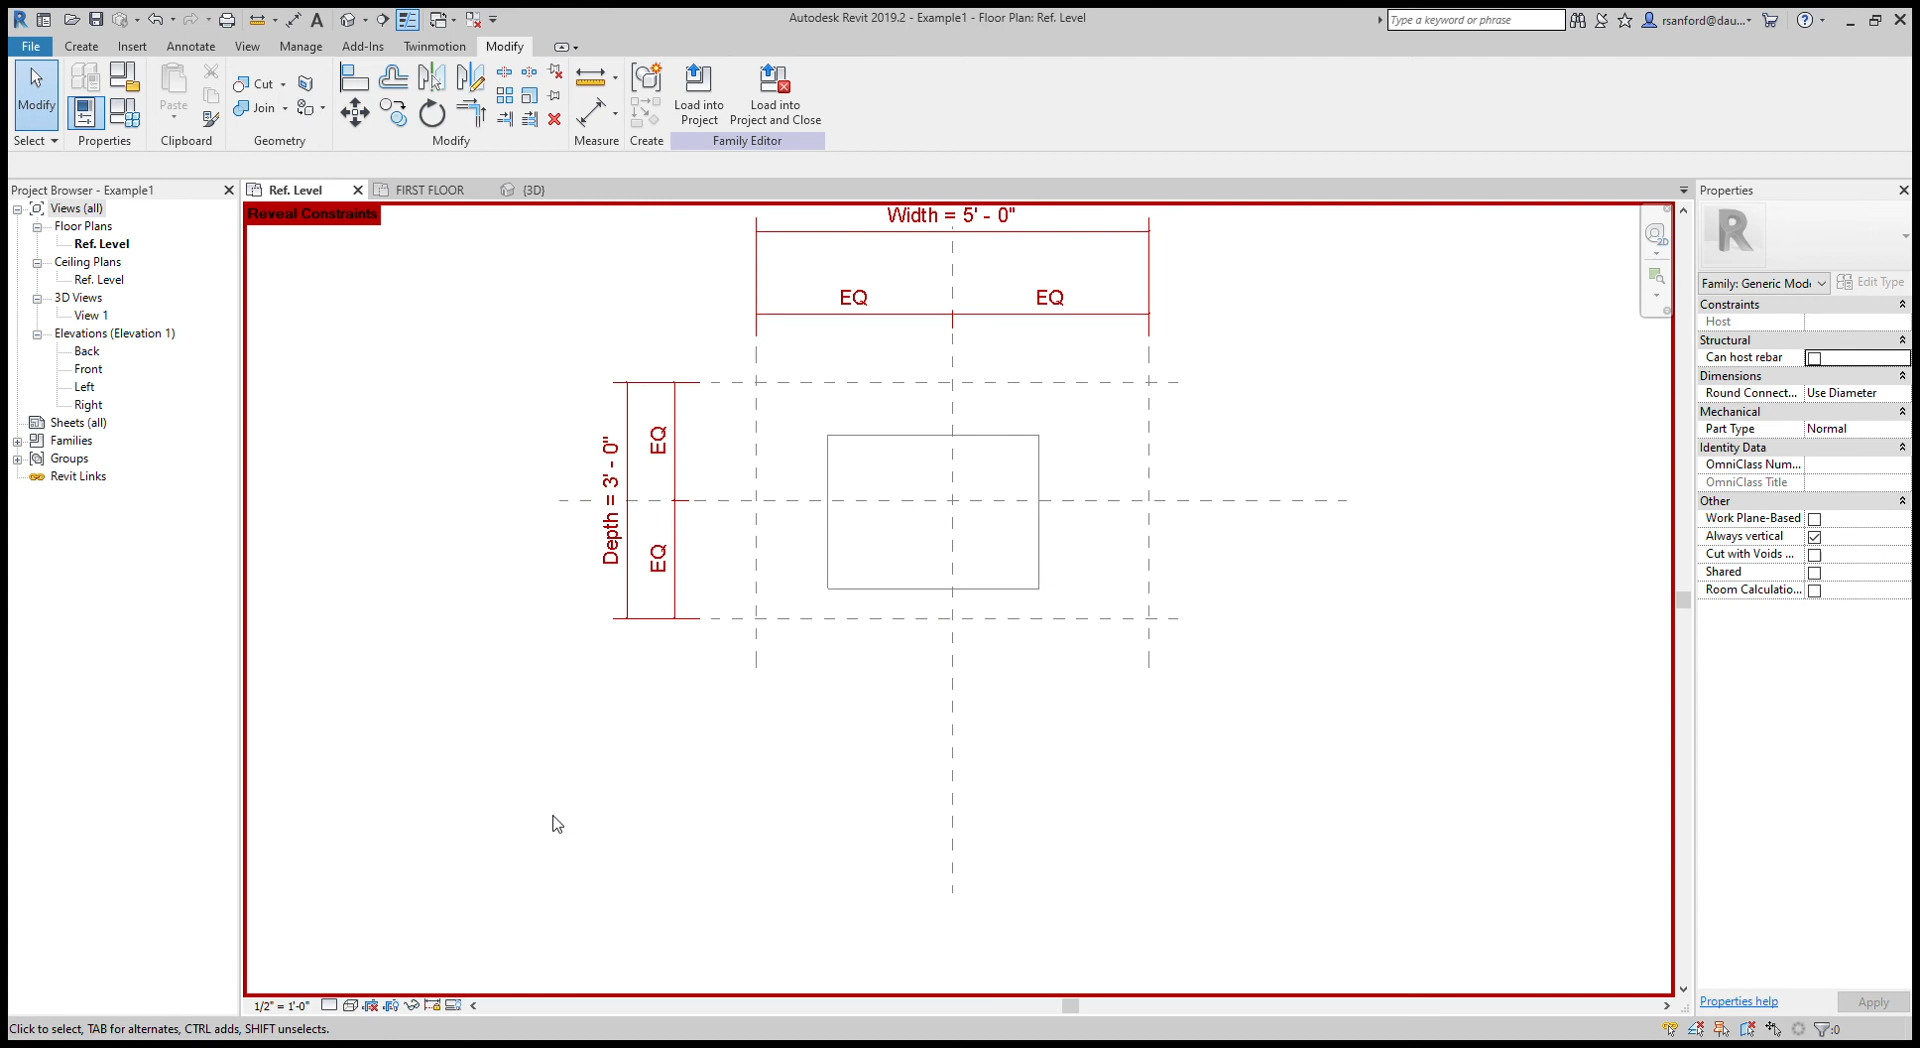 Autodesk Revit 2019.2 - Example1 - Floor Plan: Ref. Level
Type a keyword or phrase
rsanford@dau...
File
Create
Insert
Annotate
View
Manage
Add-Ins
Twinmotion
Modify
Modify
Paste
Cut
Join
Load into
Project
Load into
Project and Close
Select
Properties
Clipboard
Geometry
Modify
Measure
Create
Family Editor
Project Browser - Example1
Views (all)
Floor Plans
Ref. Level
Ceiling Plans
Ref. Level
3D Views
View 1
Elevations (Elevation 1)
Back
Front
Left
Right
Sheets (all)
Families
Groups
Revit Links
Ref. Level
FIRST FLOOR
{3D}
Reveal Constraints
Width = 5' - 0"
EQ
EQ
Depth = 3' - 0"
EQ
EQ
2D
Properties
R
Family: Generic Mod
Edit Type
Constraints
Host
Structural
Can host rebar
Dimensions
Round Connect... Use Diameter
Mechanical
Part Type Normal
Identity Data
OmniClass Num...
OmniClass Title
Other
Work Plane-Based
Always vertical
Cut with Voids ...
Shared
Room Calculatio...
Properties help
Apply
1/2" = 1'-0"
Click to select, TAB for alternates, CTRL adds, SHIFT unselects.
:0